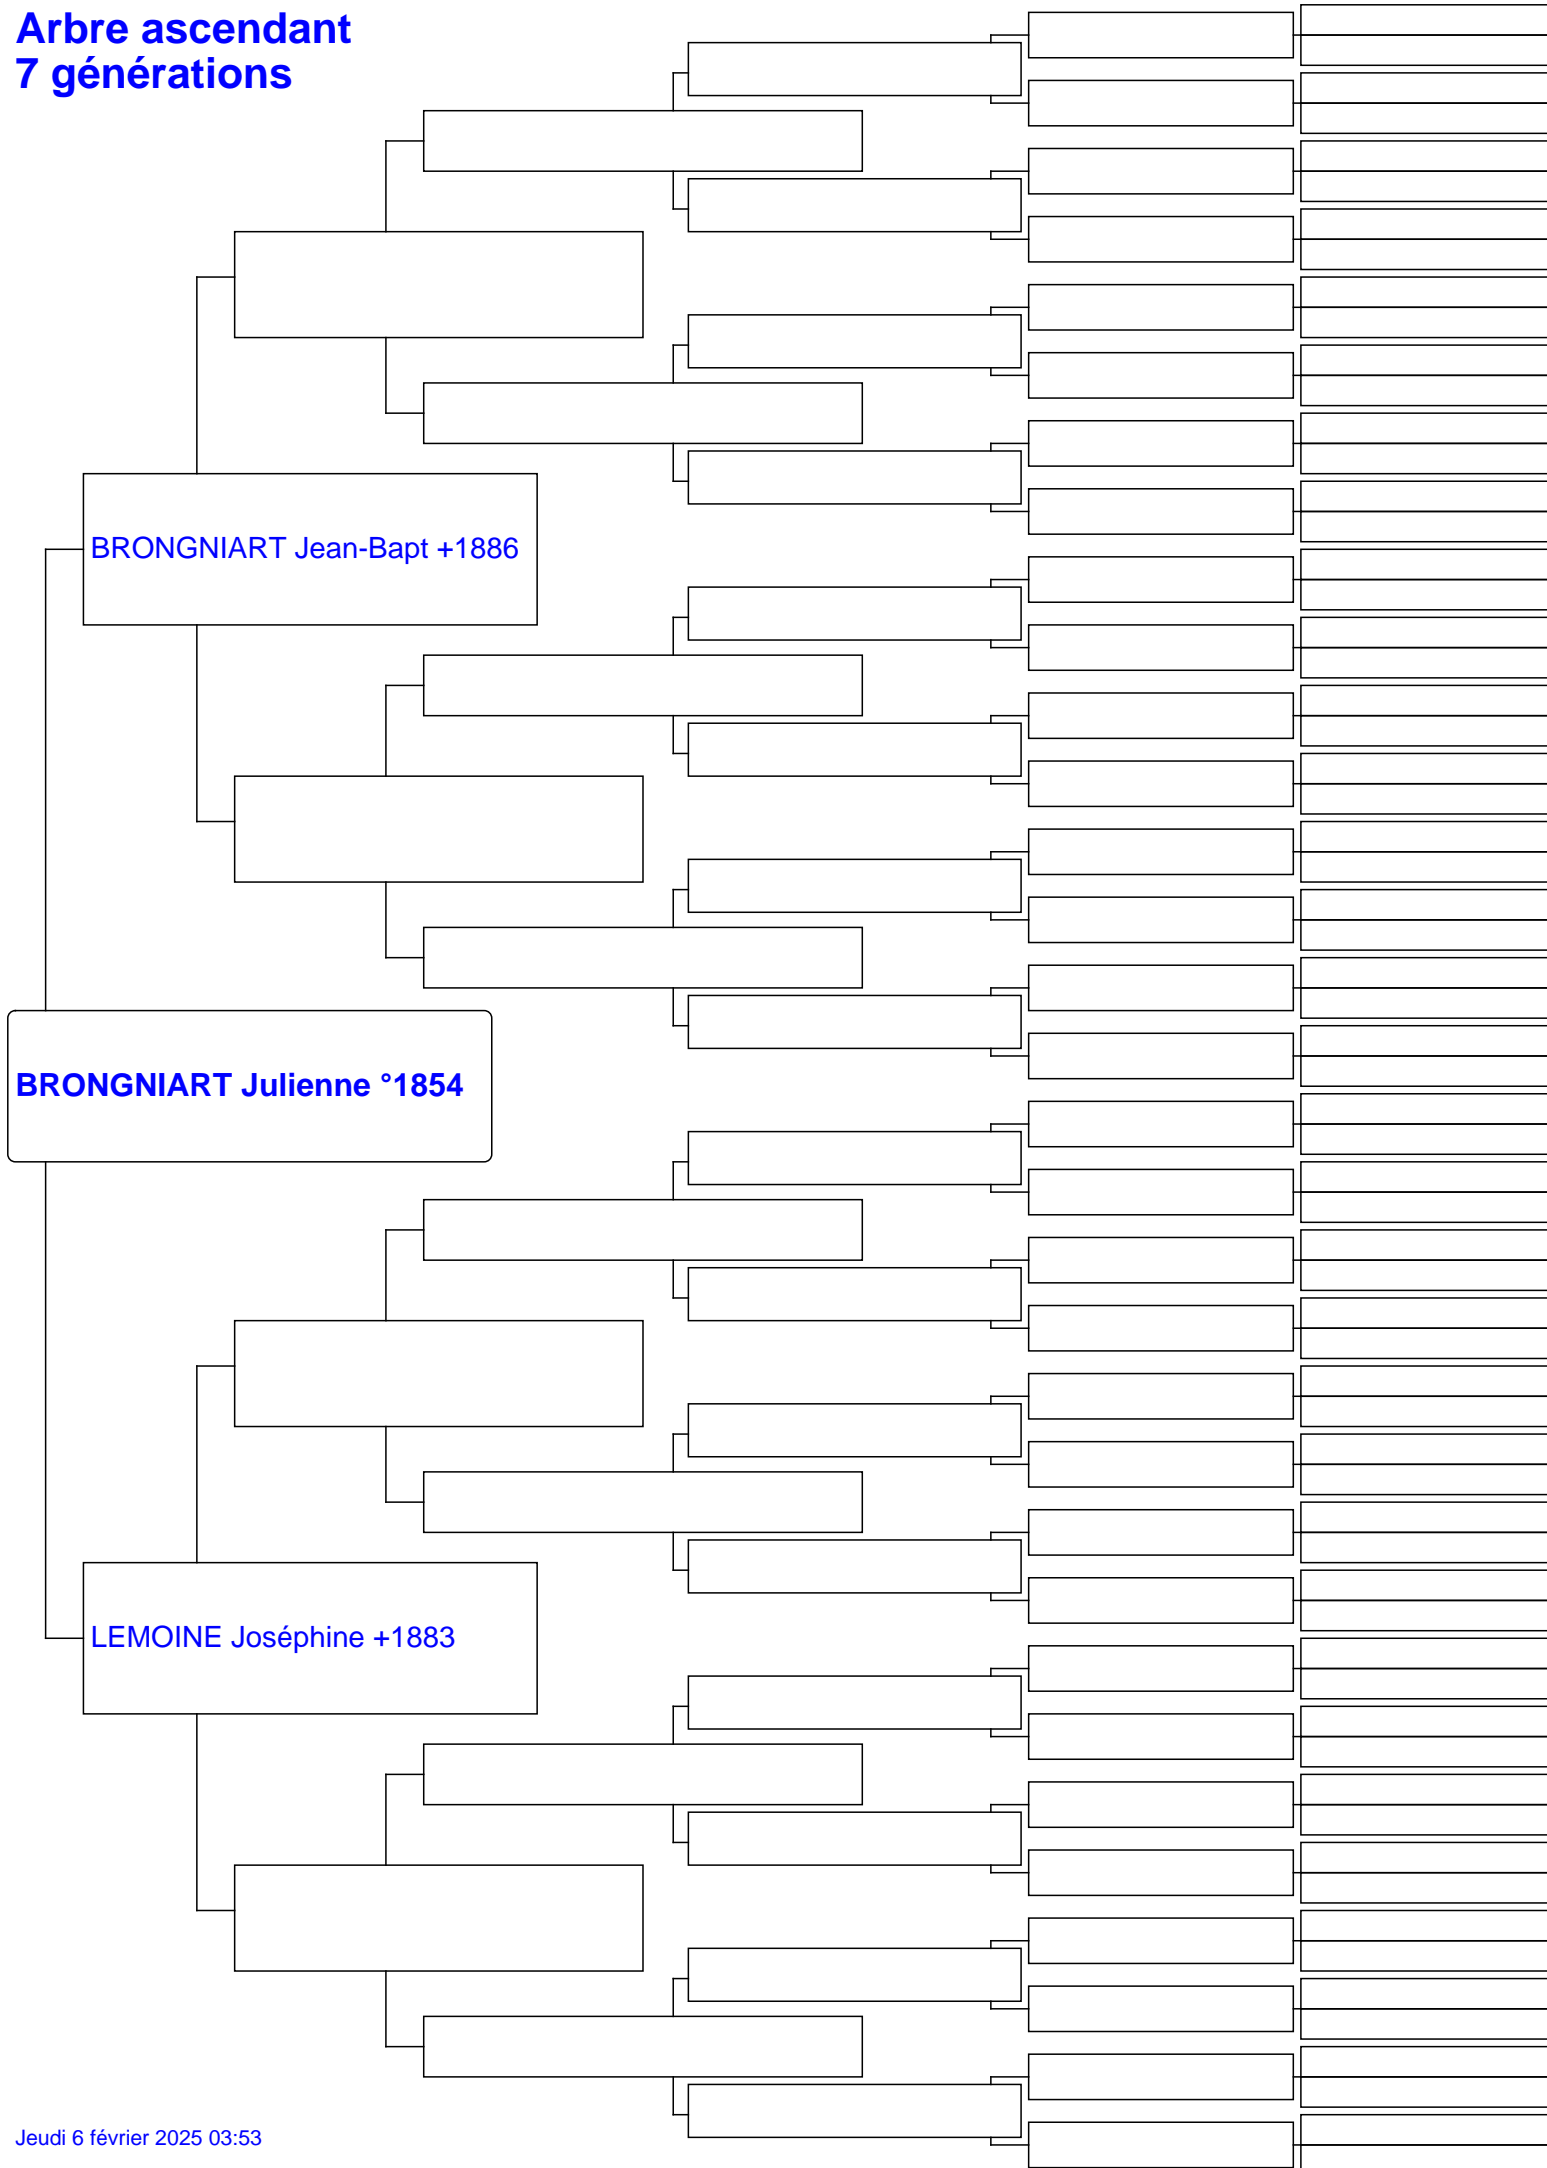 Arbre ascendant
7 générations
BRONGNIART Jean-Bapt +1886
BRONGNIART Julienne °1854
LEMOINE Joséphine +1883
Jeudi 6 février 2025 03:53